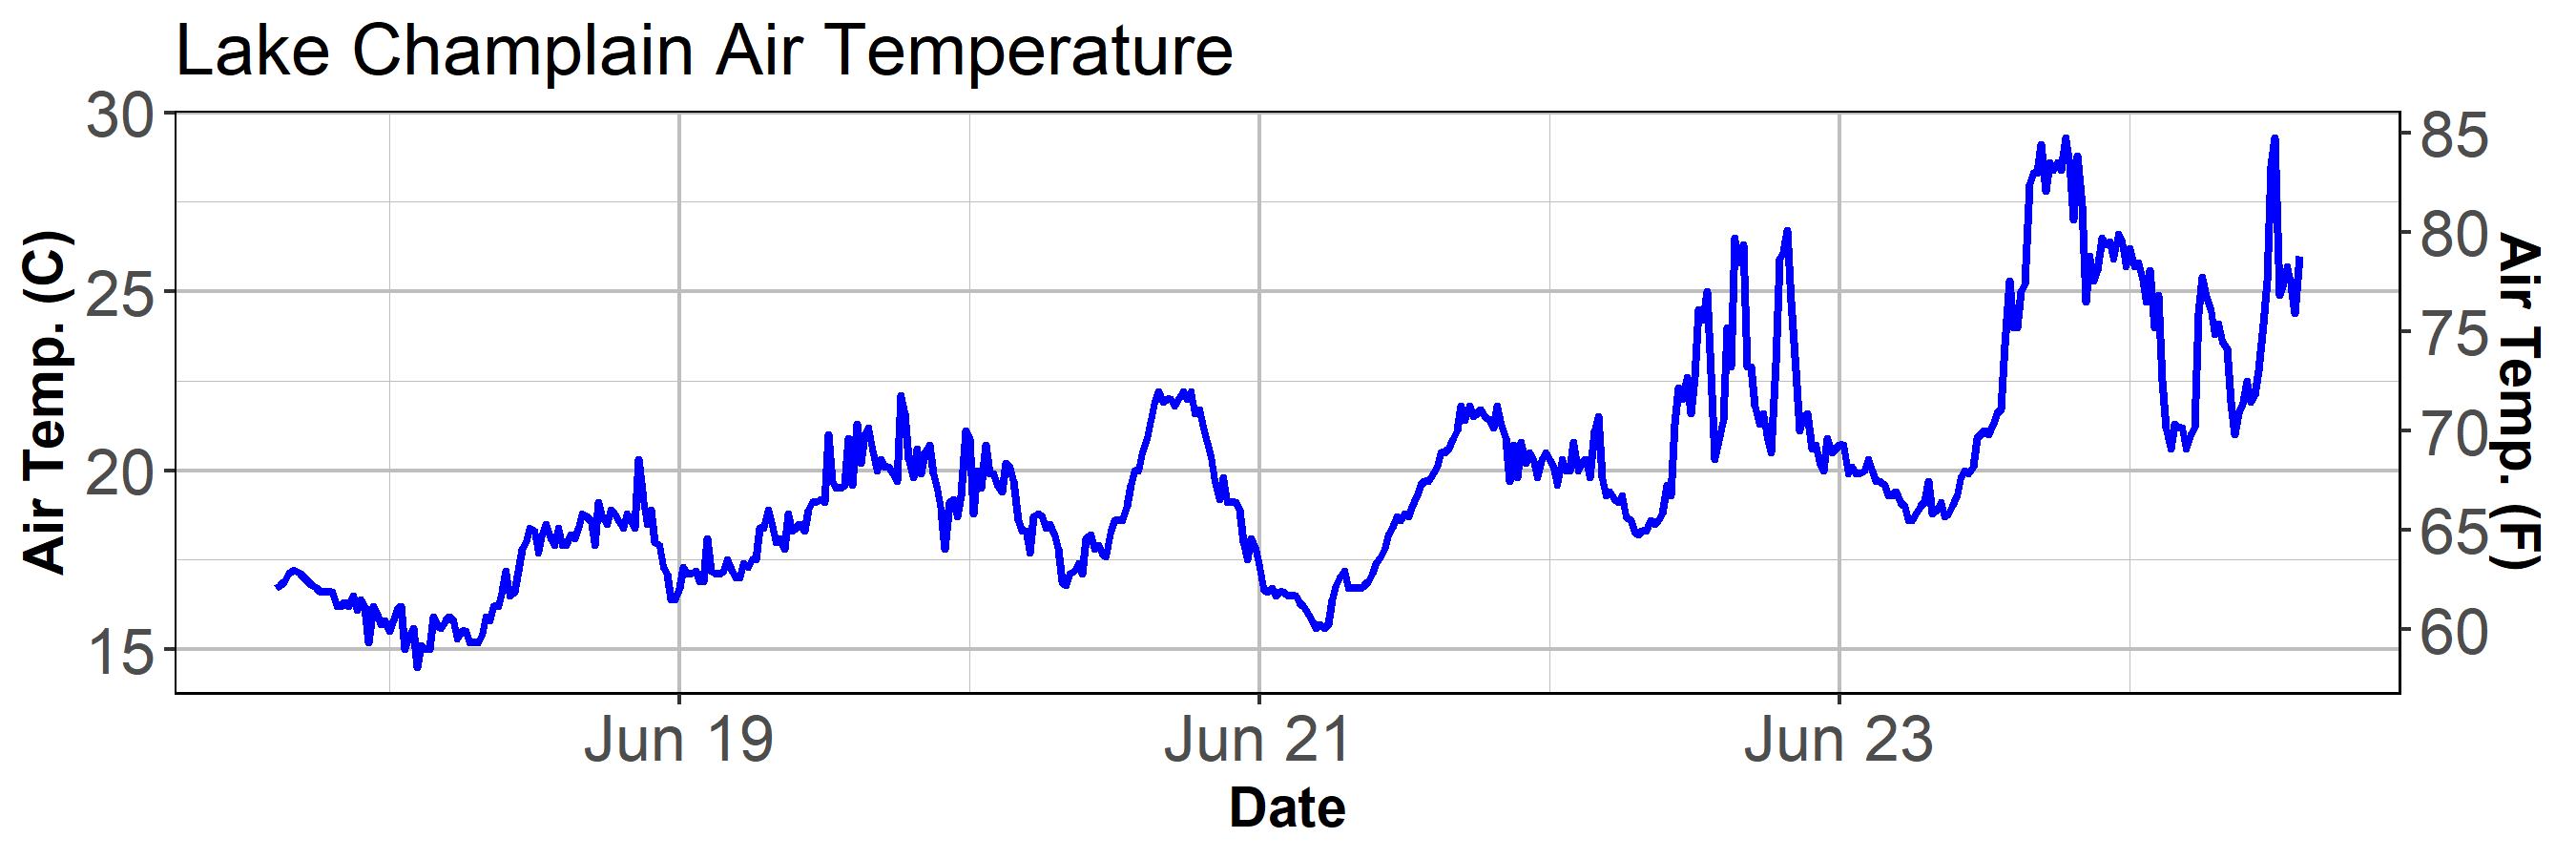 Lake Champlain Air Temperature
30
25
20
15
Air Temp. (C)
85
80
75
70
65
60
Air Temp. (F)
Jun 19
Jun 21
Jun 23
Date